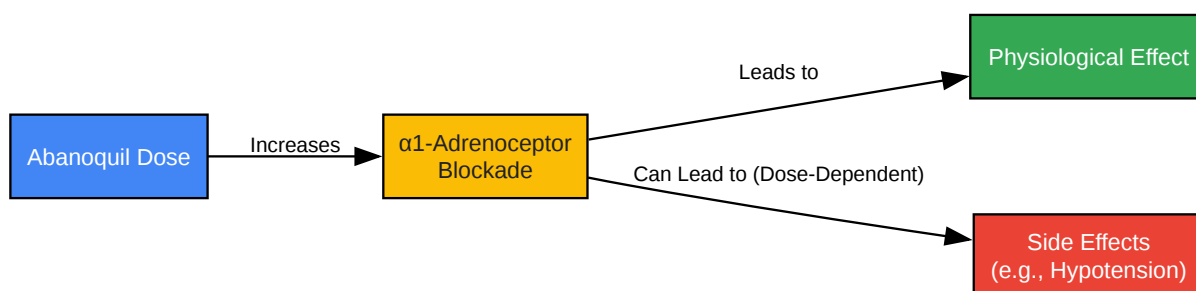 Abanoquil Dose
Increases
α1-Adrenoceptor
Blockade
Leads to
Physiological Effect
Can Lead to (Dose-Dependent)
Side Effects
(e.g., Hypotension)